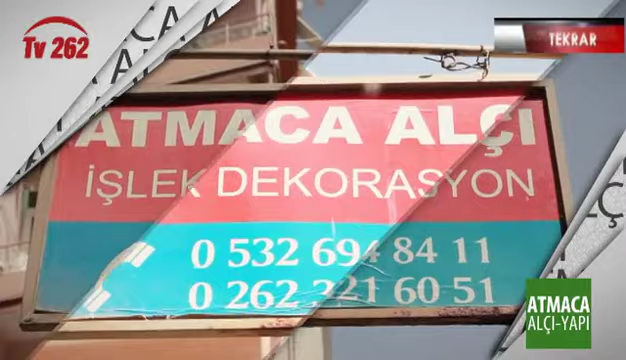 Tv 262
TEKRAR
ATMACA ALÇI
İŞLEK DEKORASYON
0 532 694 84 11
0 262 221 60 51
ATMACA
ALÇI-YAPI